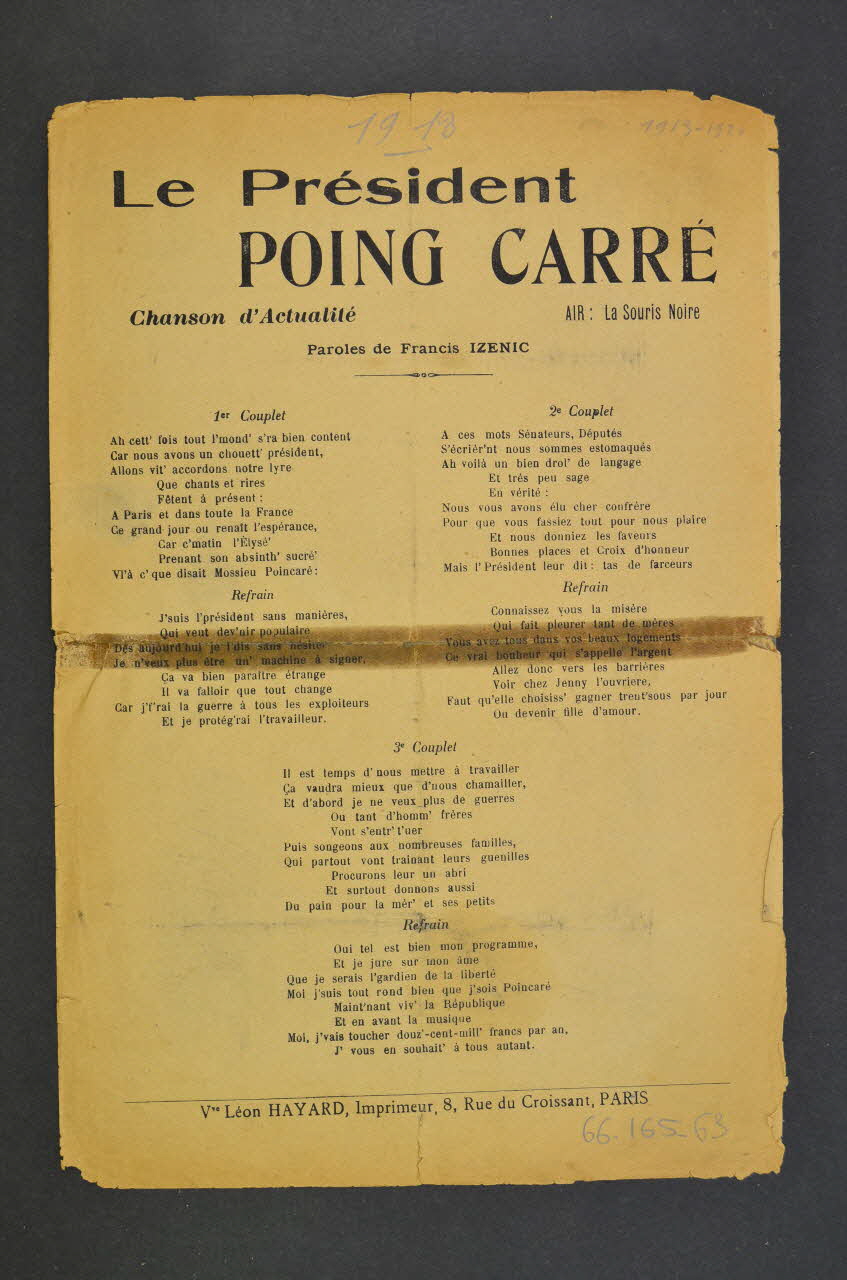 1913
1913-192
Le Président
POING CARRÉ
Chanson d'Actualité
AIR : La Souris Noire
Paroles de Francis IZENIC
1er Couplet
Ah cett' fois tout l'mond' s'ra bien content
Car nous avons un chouett' président,
Allons vit' accordons notre lyre
Que chants et rires
Fêtent à présent :
A Paris et dans toute la France
Ce grand jour ou renaît l'espérance,
Car c'matin l'Élysé'
Prenant son absinth' sucré'
Vl'à c'que disait Mossieu Poincaré :
Refrain
J'suis l'président sans manières,
Qui veut dev'nir populaire
Dès aujourd'hui je l'dis sans hésiter
Je n'veux plus être un' machine à signer,
Ça va bien paraître étrange
Il va falloir que tout change
Car j'f'rai la guerre à tous les exploiteurs
Et je protég'rai l'travailleur.
2e Couplet
A ces mots Sénateurs, Députés
S'écriér'nt nous sommes estomaqués
Ah voilà un bien drol' de langage
Et très peu sage
En vérité :
Nous vous avons élu cher confrère
Pour que vous fassiez tout pour nous plaire
Et nous donniez les faveurs
Bonnes places et Croix d'honneur
Mais l'Président leur dit : tas de farceurs
Refrain
Connaissez vous la misère
Qui fait pleurer tant de mères
Vous avez tous dans vos beaux logements
Ce vrai bonheur qui s'appelle l'argent
Allez donc vers les barrières
Voir chez Jenny l'ouvriere,
Faut qu'elle choisiss' gagner trent'sous par jour
Ou devenir fille d'amour.
3e Couplet
Il est temps d'nous mettre à travailler
Ça vaudra mieux que d'nous chamailler,
Et d'abord je ne veux plus de guerres
Ou tant d'homm' frères
Vont s'entr't'uer
Puis songeons aux nombreuses familles,
Qui partout vont trainant leurs guenilles
Procurons leur un abri
Et surtout donnons aussi
Du pain pour la mèr' et ses petits
Refrain
Oui tel est bien mon programme,
Et je jure sur mon âme
Que je serais l'gardien de la liberté
Moi j'suis tout rond bien que j'sois Poincaré
Maint'nant viv' la République
Et en avant la musique
Moi, j'vais toucher douz'-cent-mill' francs par an,
J' vous en souhait' à tous autant.
Vve Léon HAYARD, Imprimeur, 8, Rue du Croissant, PARIS
66.165.63